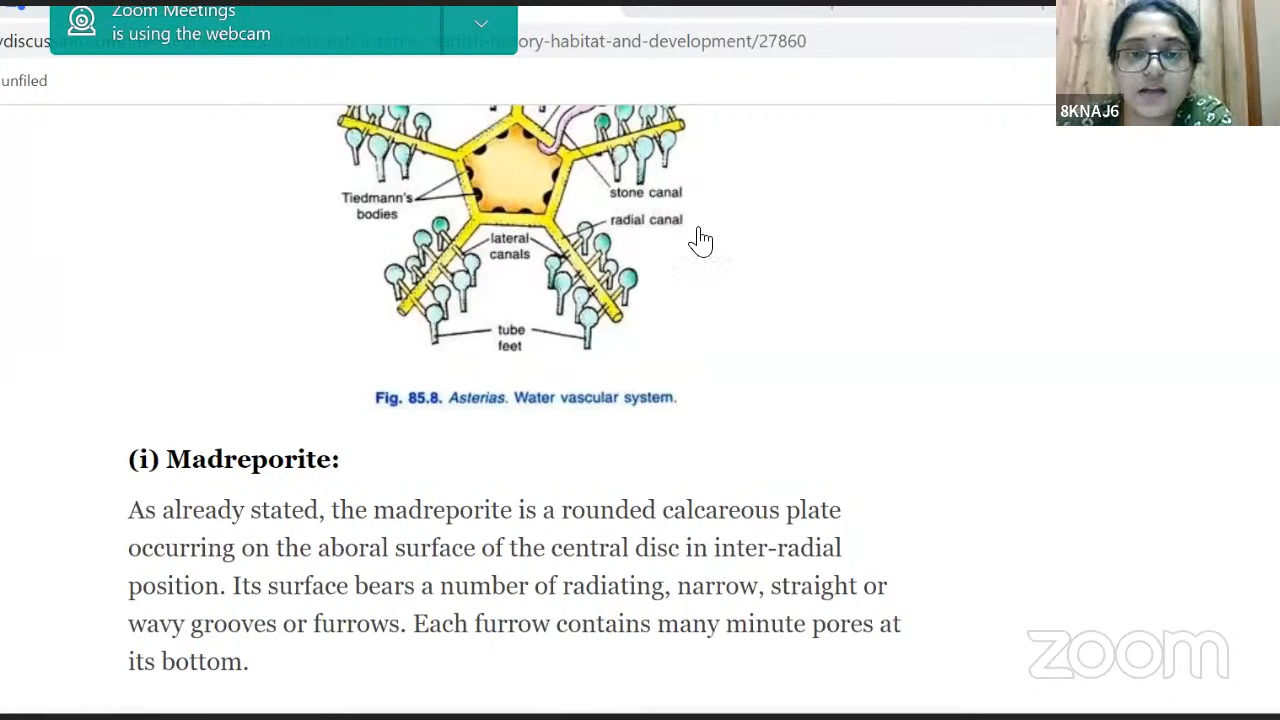 Zoom Meetings
is using the webcam
history-habitat-and-development/27860
unfiled
8KNAJ6
stone canal
Tiedmann's
bodies
radial canal
lateral
canals
tube
feet
Fig. 85.8. Asterias. Water vascular system.
(i) Madreporite:
As already stated, the madreporite is a rounded calcareous plate
occurring on the aboral surface of the central disc in inter-radial
position. Its surface bears a number of radiating, narrow, straight or
wavy grooves or furrows. Each furrow contains many minute pores at
its bottom.
zoom